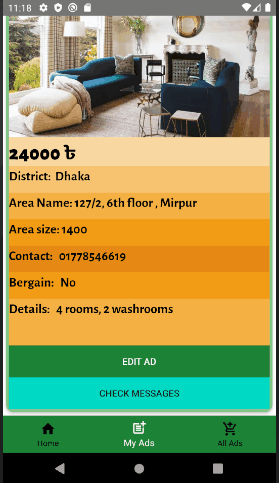 11:18
24000 ৳
District: Dhaka
Area Name: 127/2, 6th floor , Mirpur
Area size: 1400
Contact: 01778546619
Bergain: No
Details: 4 rooms, 2 washrooms
EDIT AD
CHECK MESSAGES
Home My Ads All Ads